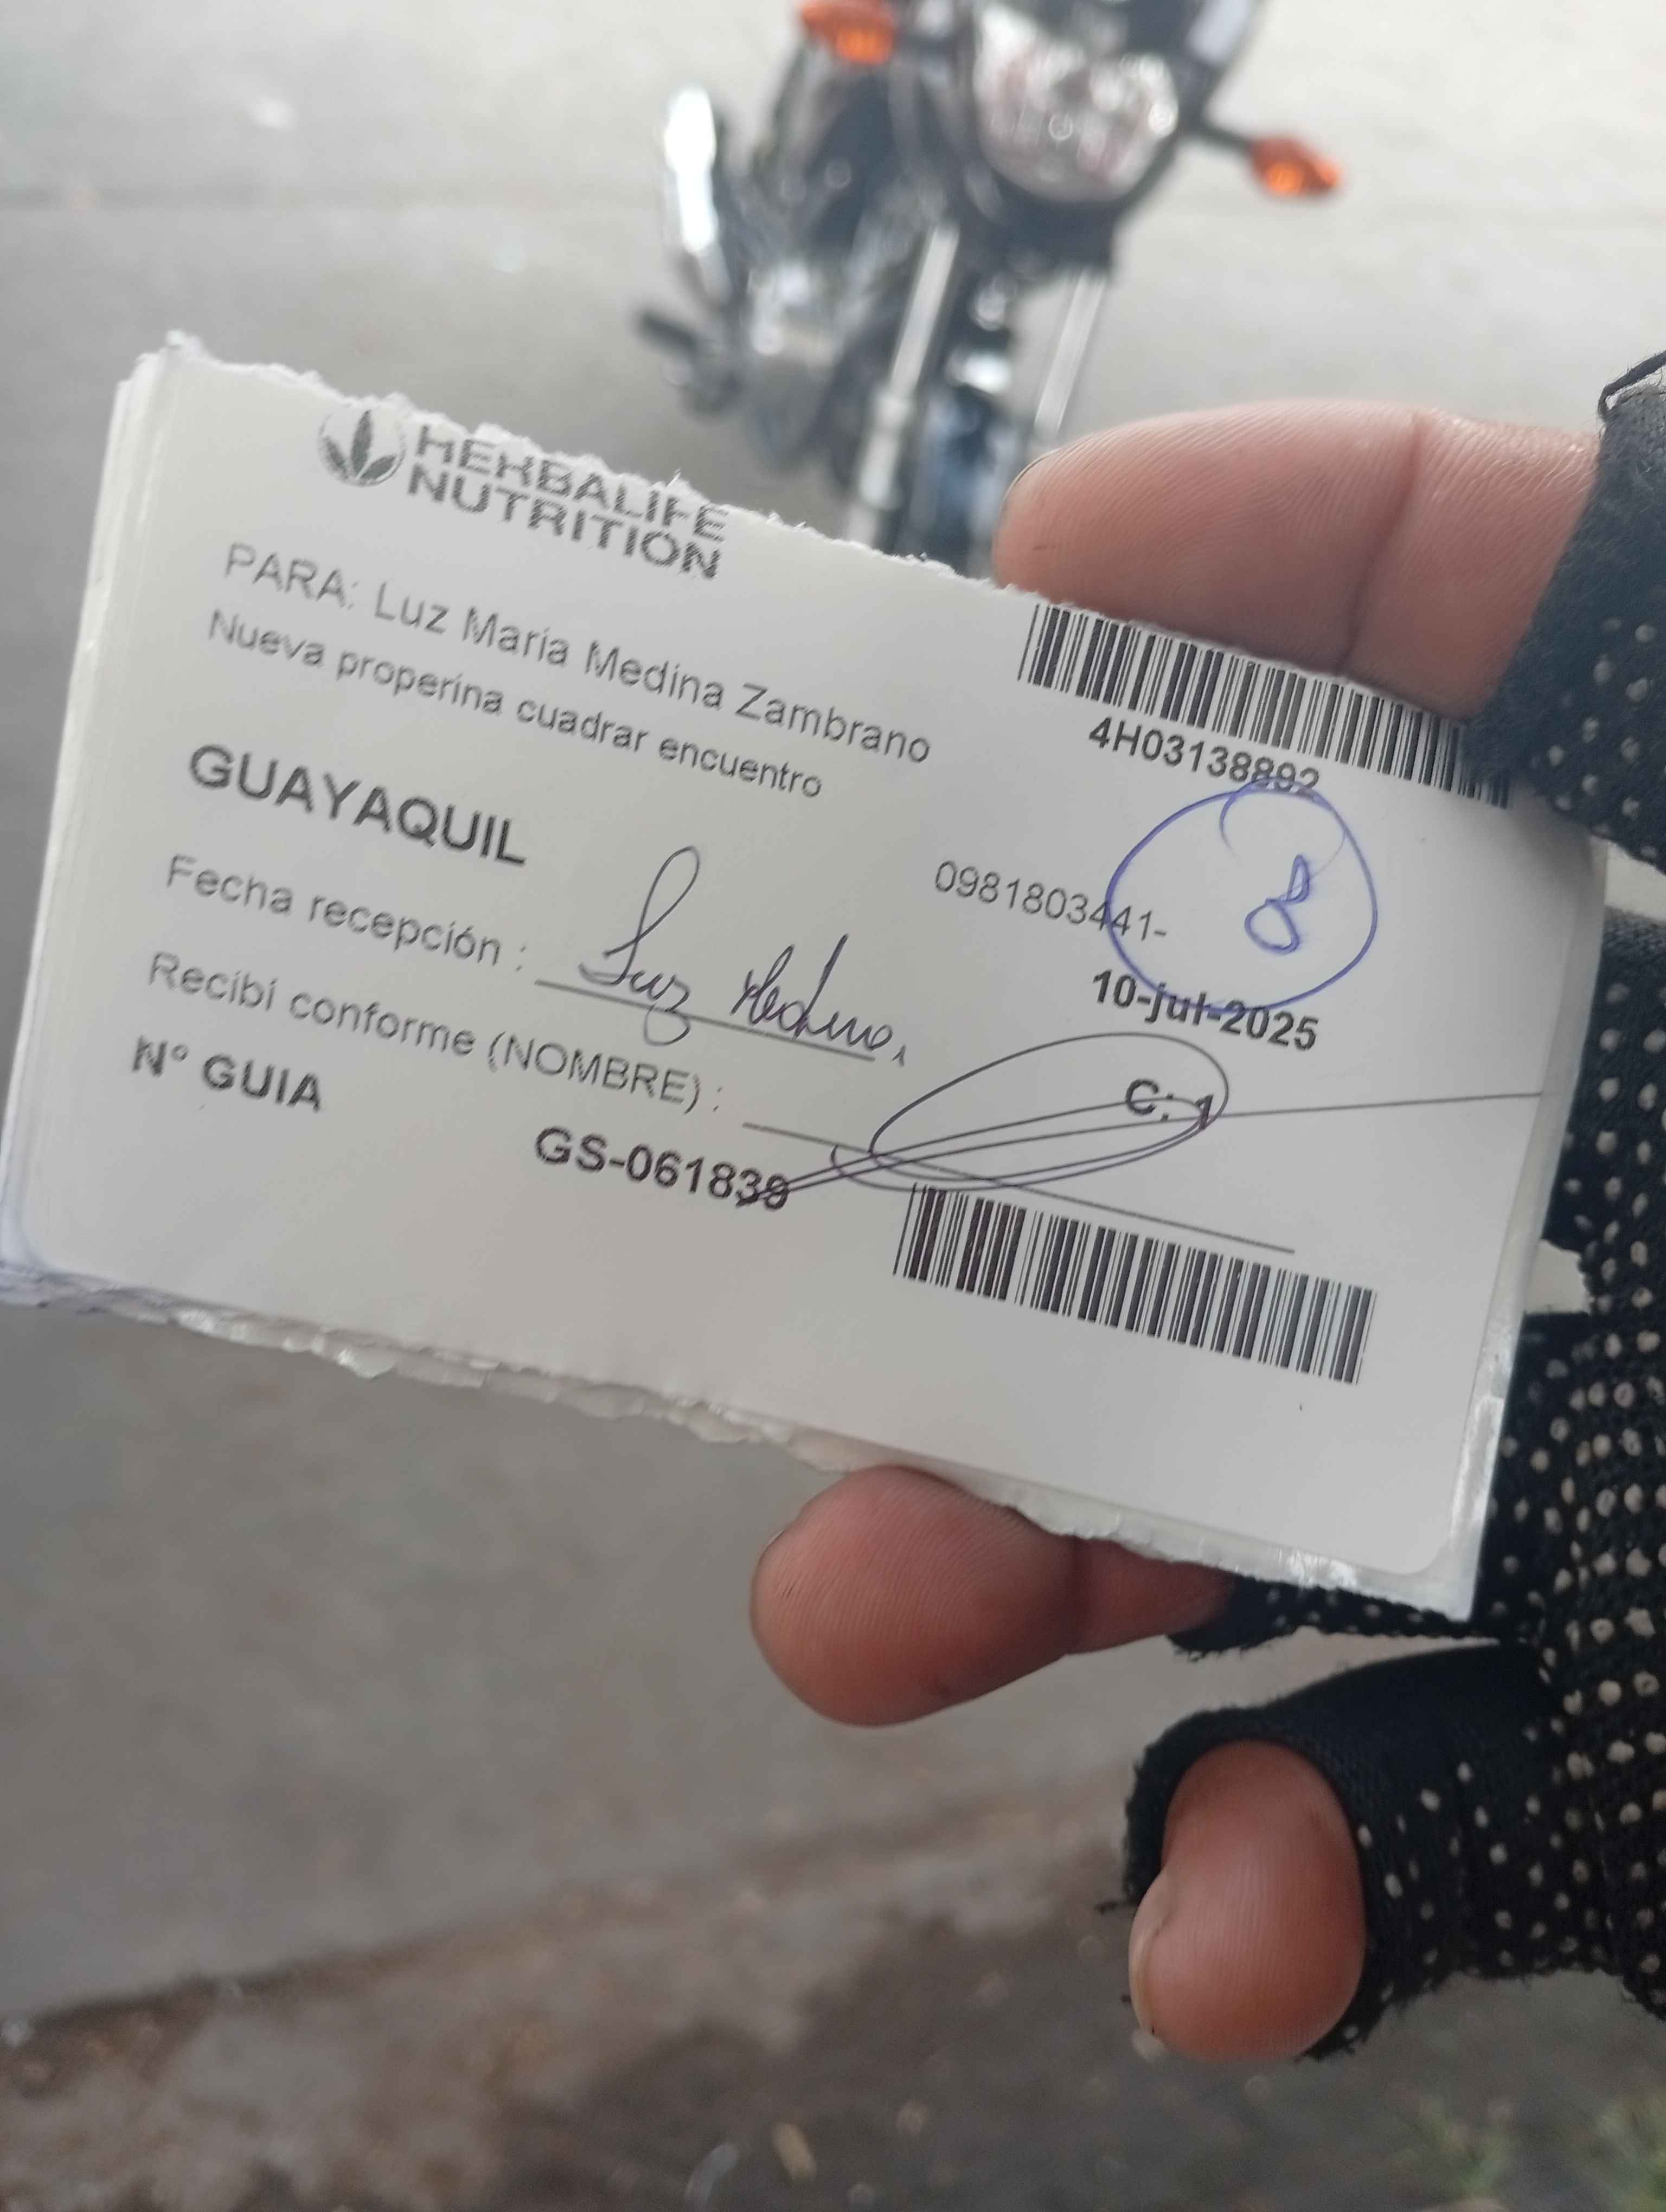 HERBALIFE
NUTRITION
PARA: Luz Maria Medina Zambrano
Nueva properina cuadrar encuentro
4H03138892
GUAYAQUIL
0981803441-
8
Fecha recepción :
Luz Medina
10-jul-2025
Recibí conforme (NOMBRE) :
C: 1
Nº GUIA
GS-061839